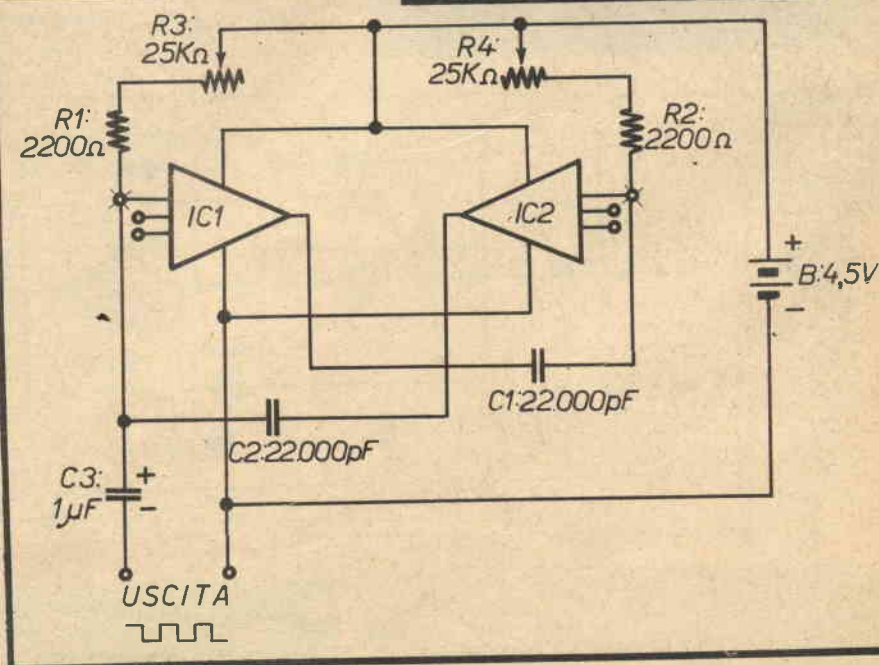 R3:
25KΩ
R4:
25KΩ
R1:
2200Ω
R2:
2200Ω
IC1
IC2
+
B:4,5V
–
C1:22.000pF
C2:22.000pF
C3:
1µF
+
–
USCITA